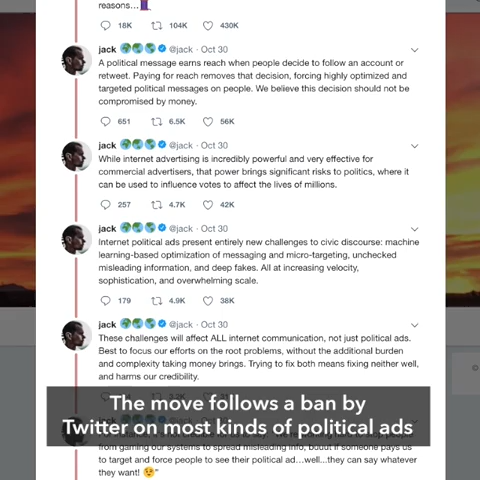 reasons...
18K 104K 430K
jack @jack · Oct 30
A political message earns reach when people decide to follow an account or
retweet. Paying for reach removes that decision, forcing highly optimized and
targeted political messages on people. We believe this decision should not be
compromised by money.
651 6.5K 56K
jack @jack · Oct 30
While internet advertising is incredibly powerful and very effective for
commercial advertisers, that power brings significant risks to politics, where it
can be used to influence votes to affect the lives of millions.
257 4.7K 42K
jack @jack · Oct 30
Internet political ads present entirely new challenges to civic discourse: machine
learning-based optimization of messaging and micro-targeting, unchecked
misleading information, and deep fakes. All at increasing velocity,
sophistication, and overwhelming scale.
179 4.9K 38K
jack @jack · Oct 30
These challenges will affect ALL internet communication, not just political ads.
Best to focus our efforts on the root problems, without the additional burden
and complexity taking money brings. Trying to fix both means fixing neither well,
and harms our credibility.
The move follows a ban by
Twitter on most kinds of political ads
from gaming our systems to spread misleading info, buuut if someone pays us
to target and force people to see their political ad...well...they can say whatever
they want! 😉"